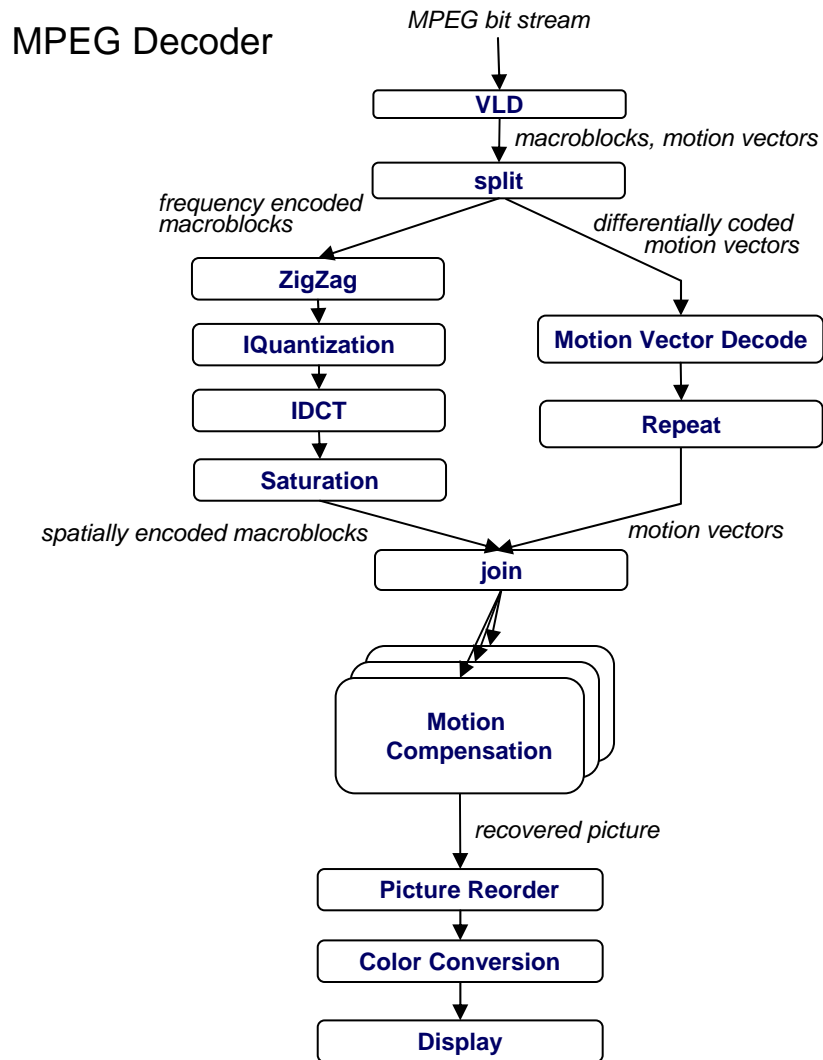 MPEG Decoder
MPEG bit stream
VLD
macroblocks, motion vectors
split
frequency encoded
macroblocks
differentially coded
motion vectors
ZigZag
IQuantization
IDCT
Saturation
Motion Vector Decode
Repeat
spatially encoded macroblocks
motion vectors
join
Motion
Compensation
recovered picture
Picture Reorder
Color Conversion
Display